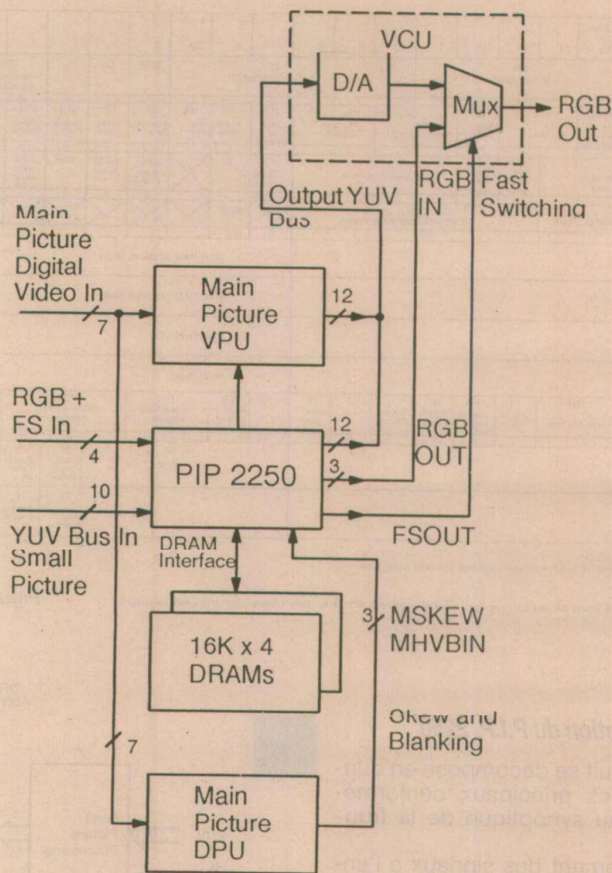 VCU
D/A
Mux
RGB
Out
RGB
IN
Fast
Switching
Output YUV
Bus
Main
Picture
Digital
Video In
7
Main
Picture
VPU
12
RGB +
FS In
4
10
YUV Bus In
Small
Picture
PIP 2250
12
3
RGB
OUT
FSOUT
DRAM
Interface
16K x 4
DRAMs
3
MSKEW
MHVBIN
Skew and
Blanking
7
Main
Picture
DPU